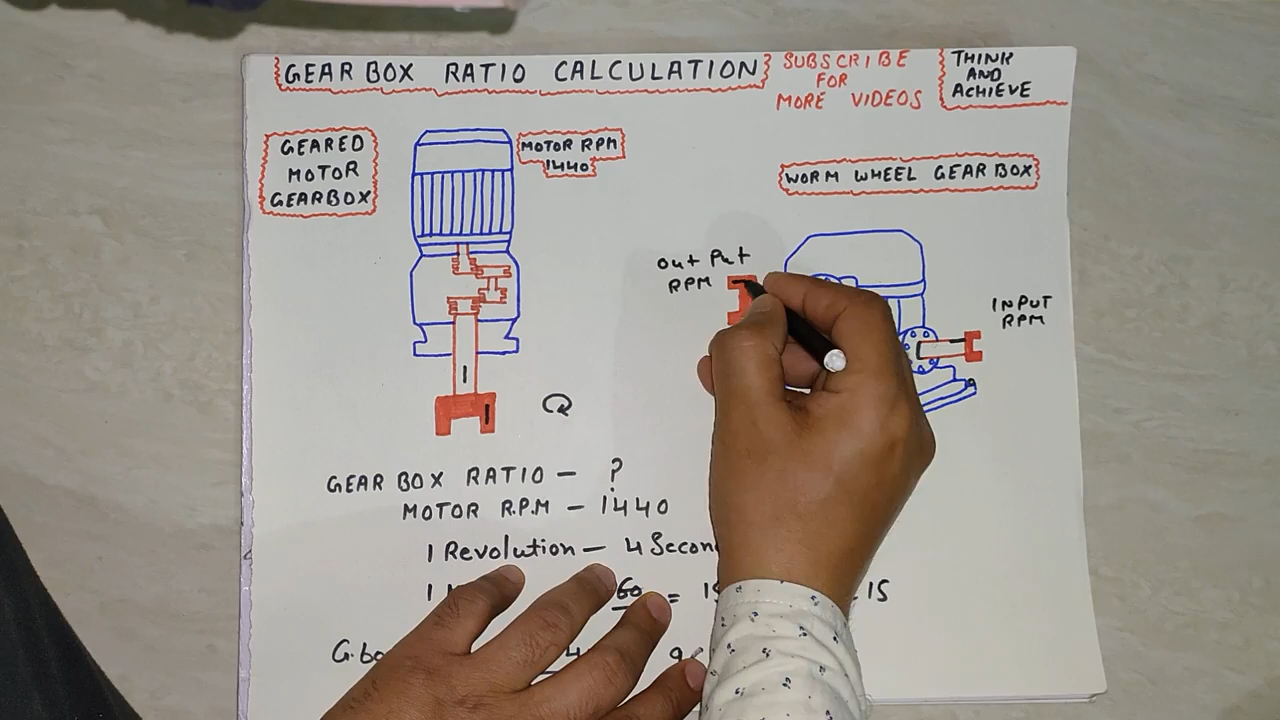 GEAR BOX RATIO CALCULATION
SUBSCRIBE
FOR
MORE VIDEOS
THINK
AND
ACHIEVE
GEARED
MOTOR
GEARBOX
MOTOR RPM
1440
WORM WHEEL GEAR BOX
Out Put
RPM
INPUT
RPM
GEAR BOX RATIO — ?
MOTOR R.P.M — 1440
1 Revolution — 4
60 =
15